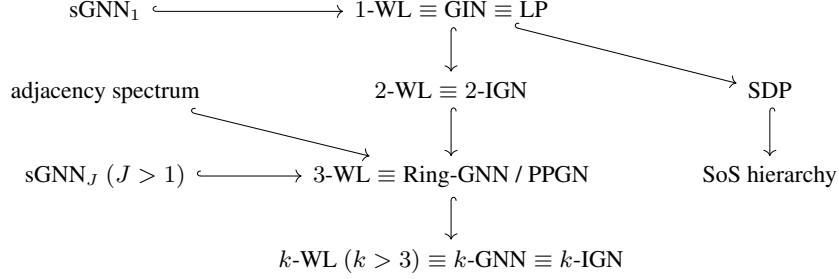 sGNN₁ 1-WL ≡ GIN ≡ LP
adjacency spectrum 2-WL ≡ 2-IGN SDP
sGNN_J (J > 1) 3-WL ≡ Ring-GNN / PPGN SoS hierarchy
k-WL (k > 3) ≡ k-GNN ≡ k-IGN